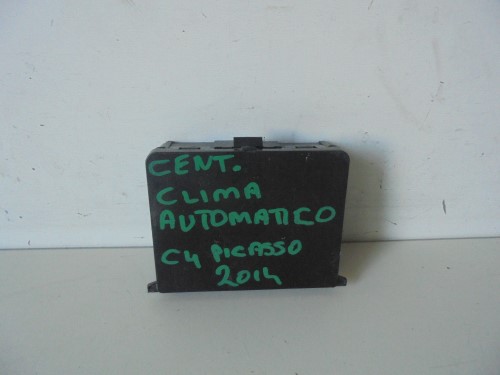 CENT.
CLIMA
AUTOMATICO
C4 PICASSO
2014